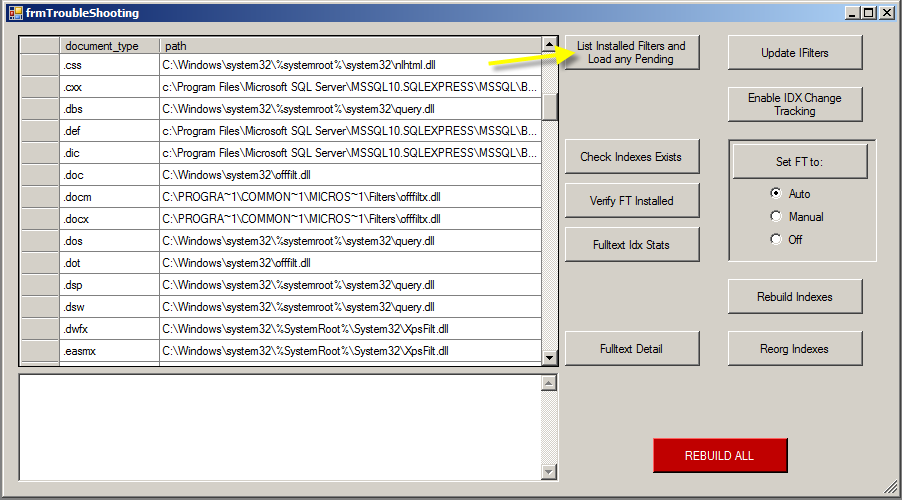 frmTroubleShooting
document_type path
.css C:\Windows\system32\%systemroot%\system32\nlhtml.dll
.cxx c:\Program Files\Microsoft SQL Server\MSSQL10.SQLEXPRESS\MSSQL\B...
.dbs C:\Windows\system32\%systemroot%\system32\query.dll
.def c:\Program Files\Microsoft SQL Server\MSSQL10.SQLEXPRESS\MSSQL\B...
.dic c:\Program Files\Microsoft SQL Server\MSSQL10.SQLEXPRESS\MSSQL\B...
.doc C:\Windows\system32\offfilt.dll
.docm C:\PROGRA~1\COMMON~1\MICROS~1\Filters\offfiltx.dll
.docx C:\PROGRA~1\COMMON~1\MICROS~1\Filters\offfiltx.dll
.dos C:\Windows\system32\%systemroot%\system32\query.dll
.dot C:\Windows\system32\offfilt.dll
.dsp C:\Windows\system32\%systemroot%\system32\query.dll
.dsw C:\Windows\system32\%systemroot%\system32\query.dll
.dwfx C:\Windows\system32\%SystemRoot%\System32\XpsFilt.dll
.easmx C:\Windows\system32\%SystemRoot%\System32\XpsFilt.dll
List Installed Filters and
Load any Pending
Check Indexes Exists
Verify FT Installed
Fulltext Idx Stats
Fulltext Detail
Update IFilters
Enable IDX Change
Tracking
Set FT to:
Auto
Manual
Off
Rebuild Indexes
Reorg Indexes
REBUILD ALL